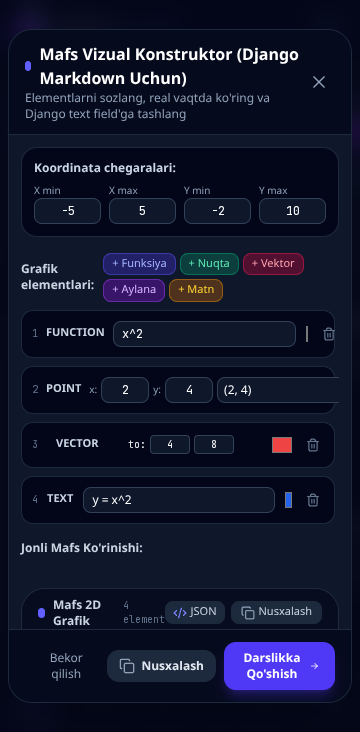 Mafs Vizual Konstruktor (Django
Markdown Uchun)
Elementlarni sozlang, real vaqtda ko'ring va
Django text field'ga tashlang
Koordinata chegaralari:
X min X max Y min Y max
-5 5 -2 10
Grafik
elementlari:
+ Funksiya + Nuqta + Vektor
+ Aylana + Matn
1 FUNCTION x^2
2 POINT x: 2 y: 4 (2, 4)
3 VECTOR to: 4 8
4 TEXT y = x^2
Jonli Mafs Ko'rinishi:
Mafs 2D
Grafik
4
element
</> JSON
Nusxalash
Bekor
qilish
Nusxalash
Darslikka
Qo'shish →